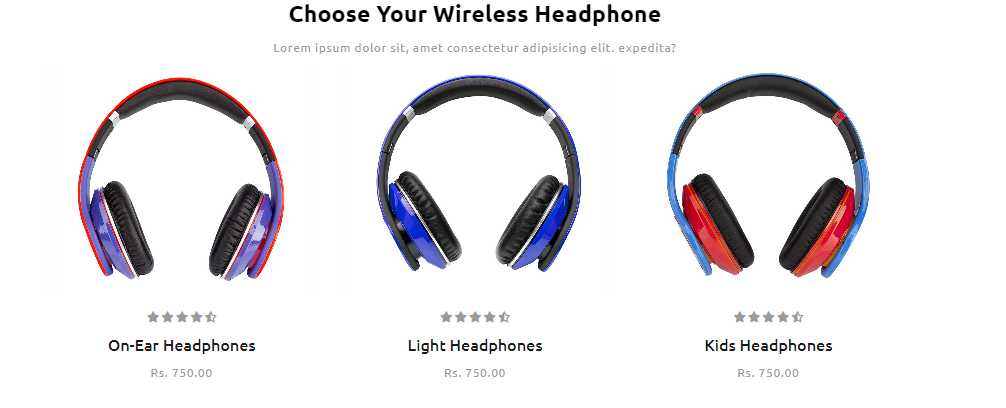 Choose Your Wireless Headphone
Lorem ipsum dolor sit, amet consectetur adipisicing elit. expedita?
On-Ear Headphones
Light Headphones
Kids Headphones
Rs. 750.00
Rs. 750.00
Rs. 750.00